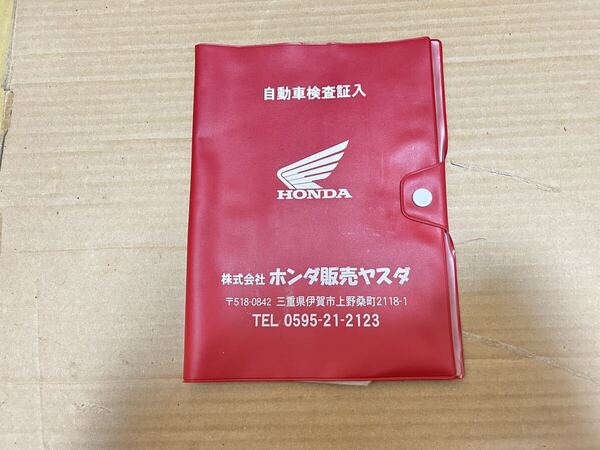 自動車検査証入
HONDA
株式会社 ホンダ販売ヤスダ
〒518-0842 三重県伊賀市上野桑町2118-1
TEL 0595-21-2123